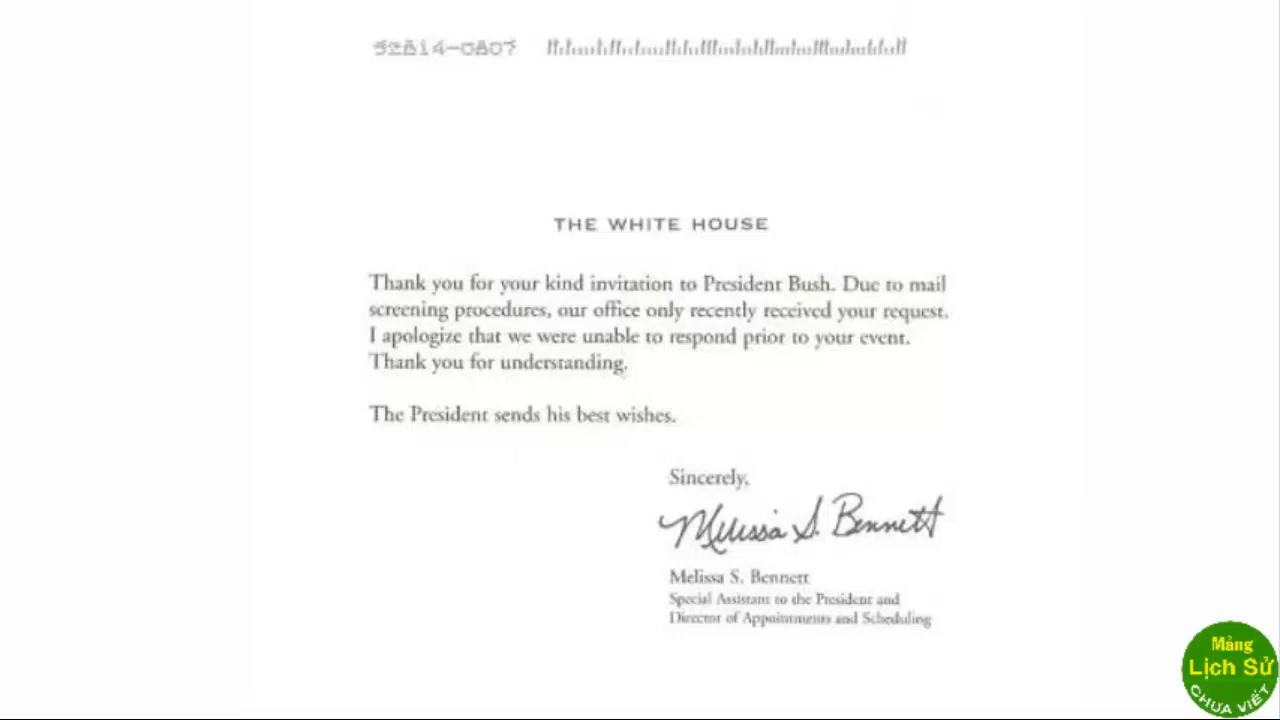 92814-0807
THE WHITE HOUSE
Thank you for your kind invitation to President Bush. Due to mail
screening procedures, our office only recently received your request.
I apologize that we were unable to respond prior to your event.
Thank you for understanding.
The President sends his best wishes.
Sincerely,
Melissa S. Bennett
Melissa S. Bennett
Special Assistant to the President and
Director of Appointments and Scheduling
Mảng
Lịch Sử
CHƯA VIẾT